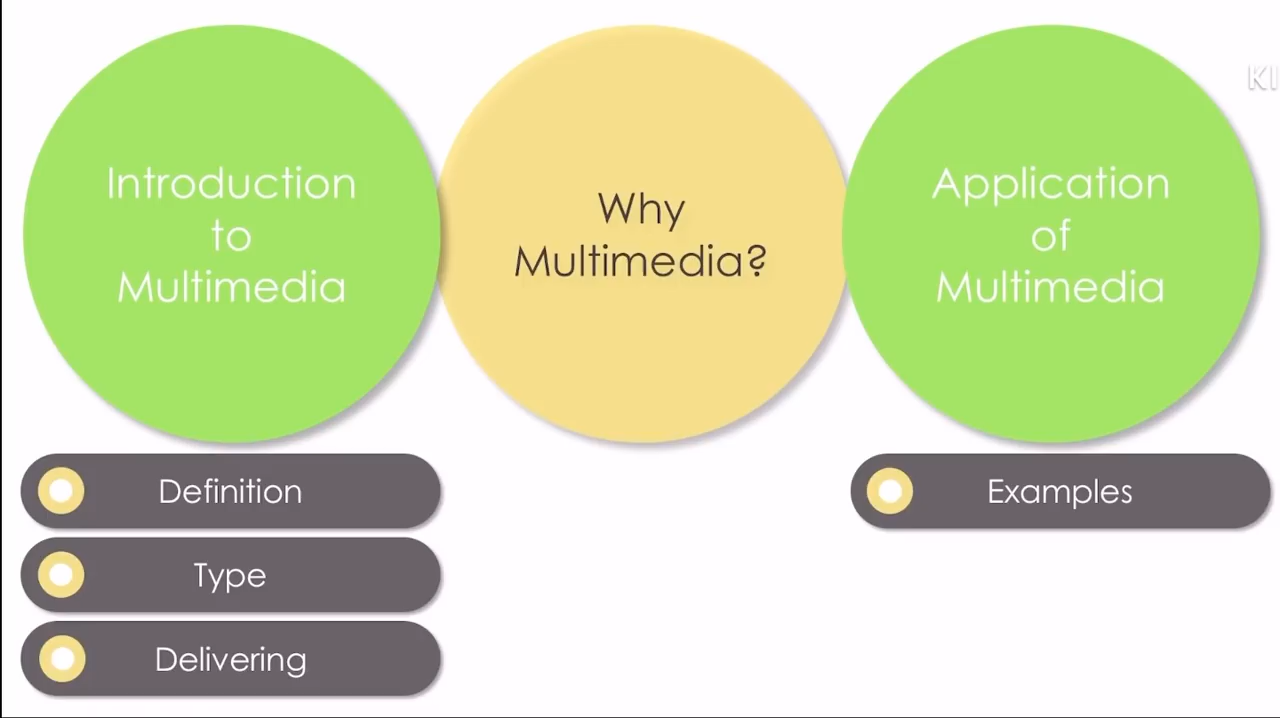 Introduction
to
Multimedia
Why
Multimedia?
Application
of
Multimedia
Definition
Type
Delivering
Examples